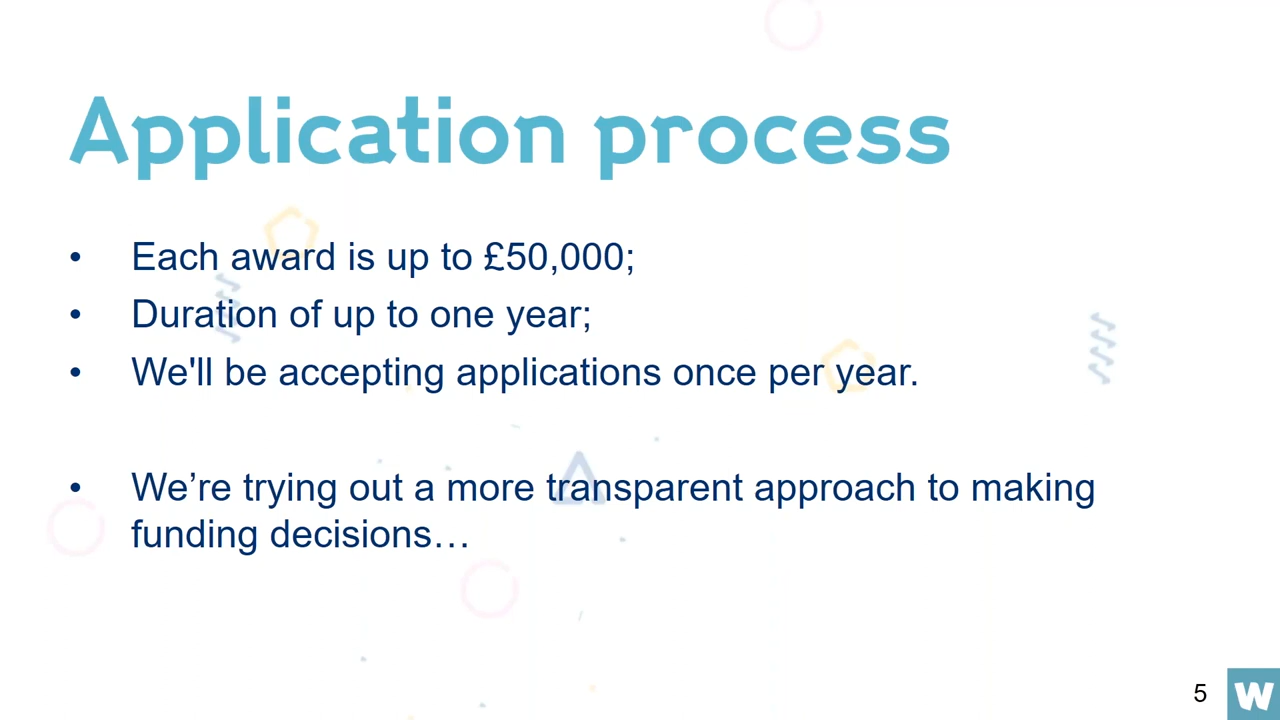 Application process
• Each award is up to £50,000;
• Duration of up to one year;
• We'll be accepting applications once per year.
• We’re trying out a more transparent approach to making
funding decisions…
5
W